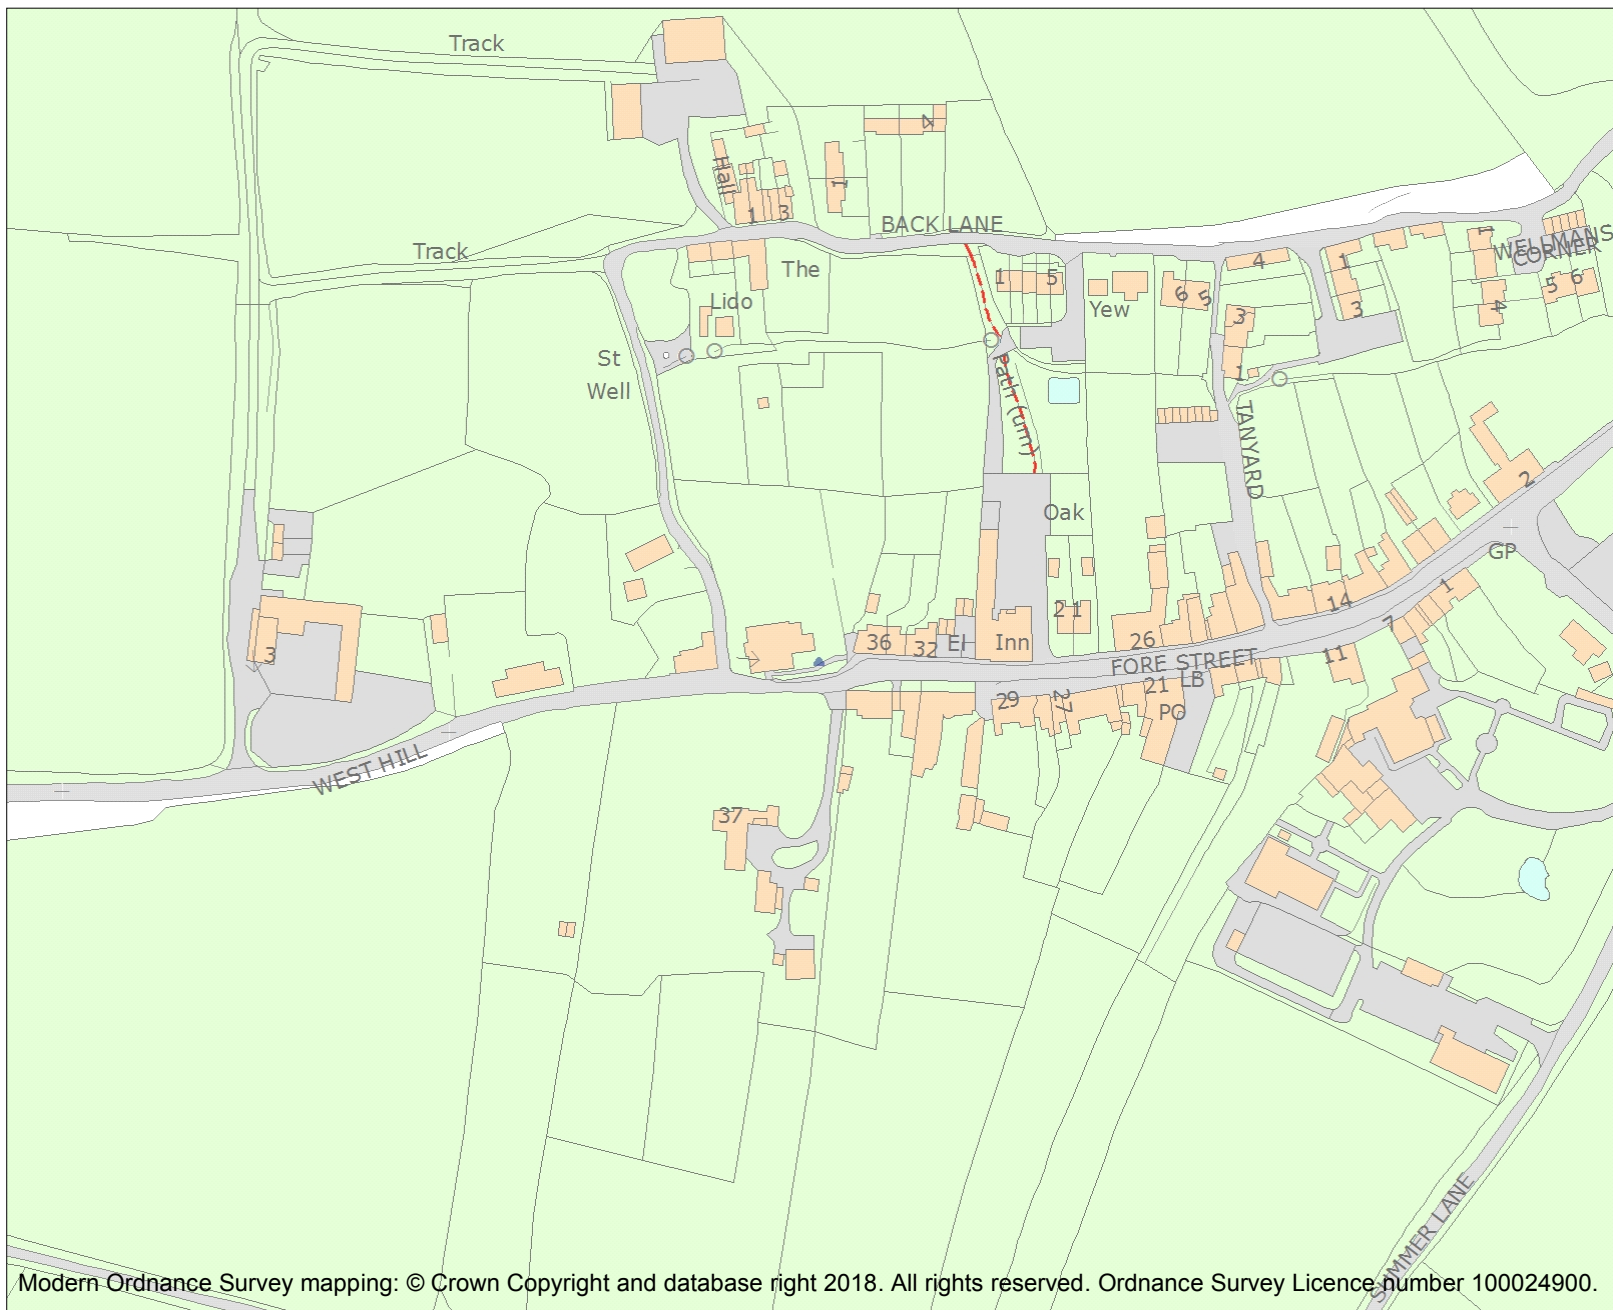 Track
Hall
4
1
1
3
BACK LANE
Track
The
Lido
1
5
Yew
6
5
4
1
3
1
WELLMANS
CORNER
5
6
4
3
1
St
Well
Path (um)
TANYARD
Oak
2
GP
2 1
14
1
7
11
36
32
El
Inn
26
FORE STREET
21
LB
PO
29
27
3
WEST HILL
37
SUMMER LANE
Modern Ordnance Survey mapping: © Crown Copyright and database right 2018. All rights reserved. Ordnance Survey Licence number 100024900.